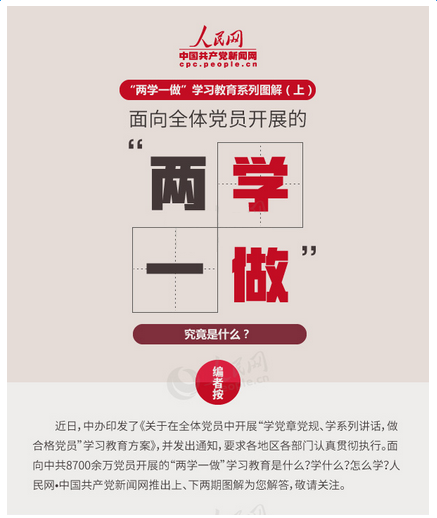 人民网
中国共产党新闻网
cpc.people.cn
“两学一做”学习教育系列图解（上）
面向全体党员开展的
“两学
一做”
究竟是什么？
人民网
people.cn
编者按
近日，中办印发了《关于在全体党员中开展“学党章党规、学系列讲话，做
合格党员”学习教育方案》，并发出通知，要求各地区各部门认真贯彻执行。面
向中共8700余万党员开展的“两学一做”学习教育是什么?学什么?怎么学?人
民网•中国共产党新闻网推出上、下两期图解为您解答，敬请关注。